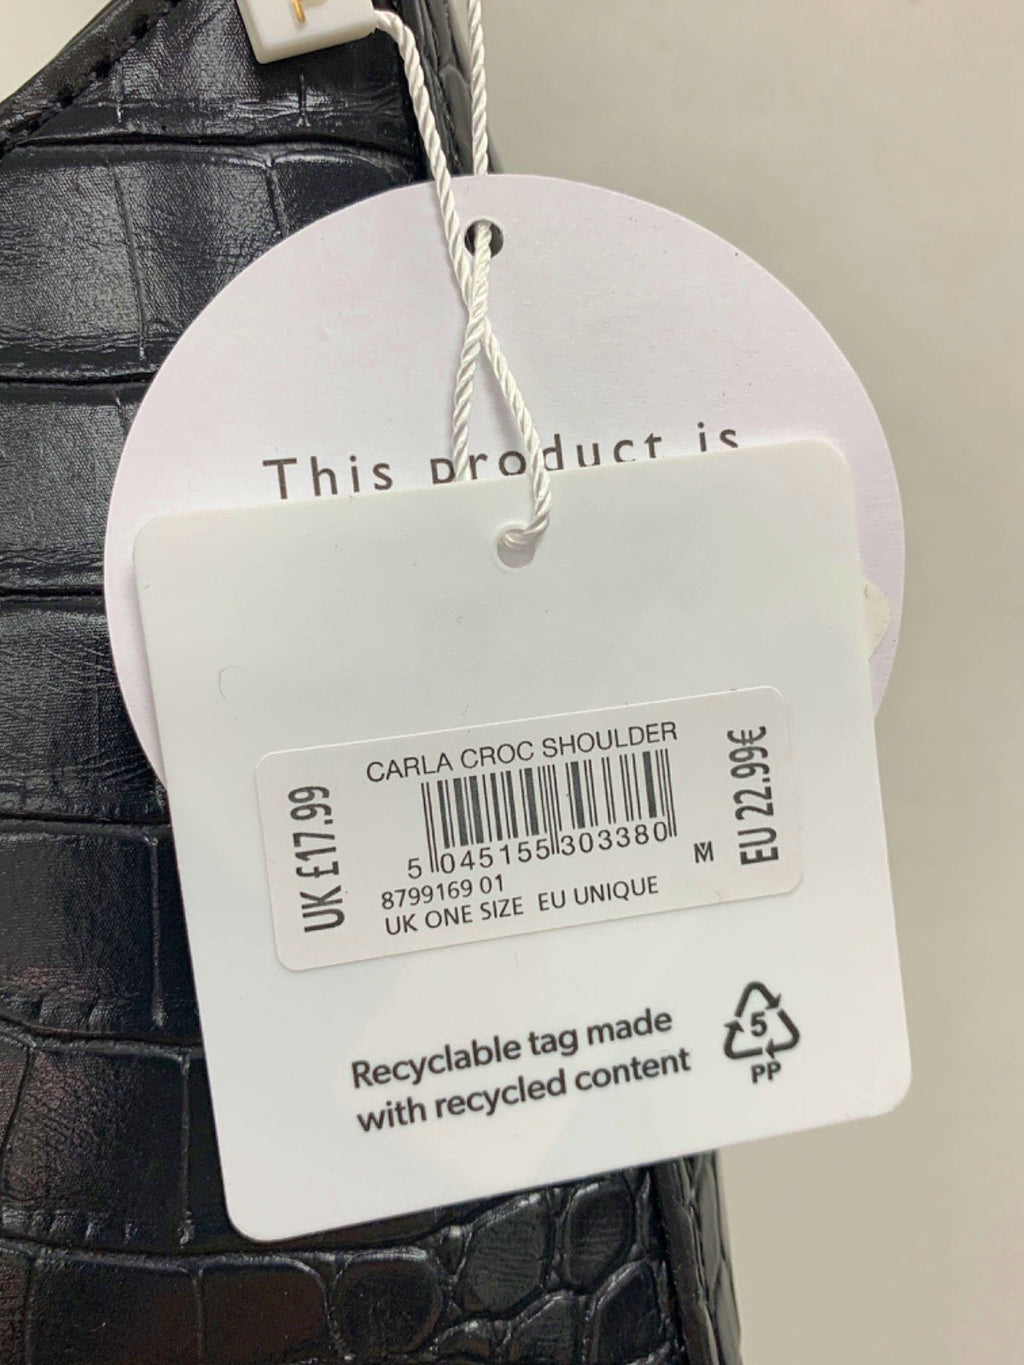 This product is
UK £17.99
CARLA CROC SHOULDER
5 045155 303380
M
8799169 01
UK ONE SIZE EU UNIQUE
EU 22.99€
Recyclable tag made
with recycled content
5
PP